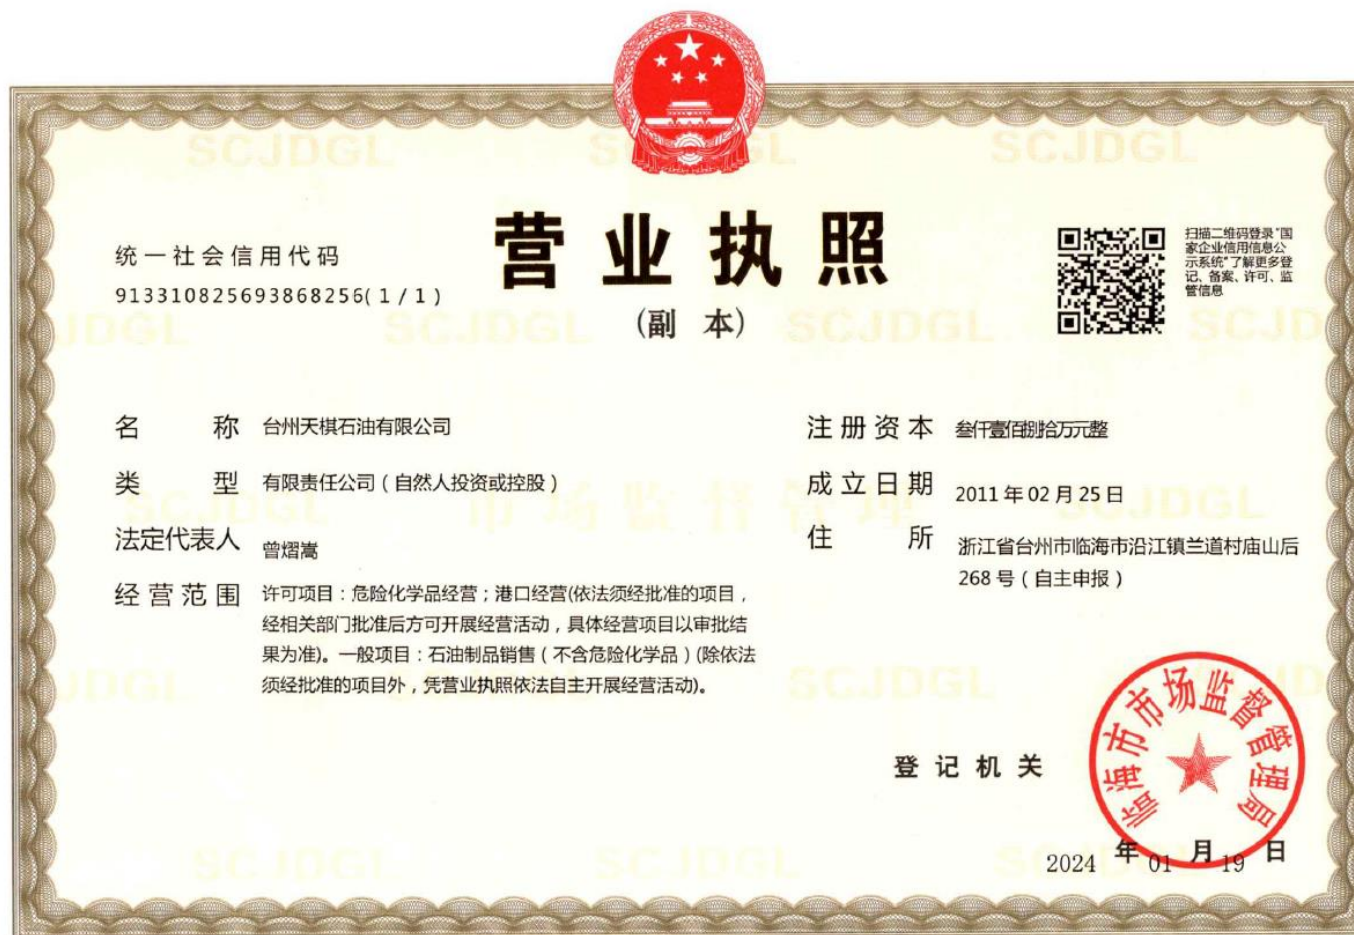 营业执照
(副 本)
统一社会信用代码
913310825693868256(1/1)
扫描二维码登录"国
家企业信用信息公
示系统"了解更多登
记、备案、许可、监
管信息
名 称 台州天棋石油有限公司
类 型 有限责任公司(自然人投资或控股)
法定代表人 曾熠嵩
经营范围 许可项目:危险化学品经营;港口经营(依法须经批准的项目,
经相关部门批准后方可开展经营活动,具体经营项目以审批结
果为准)。一般项目:石油制品销售(不含危险化学品)(除依法
须经批准的项目外,凭营业执照依法自主开展经营活动)。
注册资本 叁仟壹佰捌拾万元整
成立日期 2011年02月25日
住 所 浙江省台州市临海市沿江镇兰道村庙山后
268号(自主申报)
登记机关
临海市市场监督管理局
2024 年 01 月 19 日
SCJDGL
市场监督管理